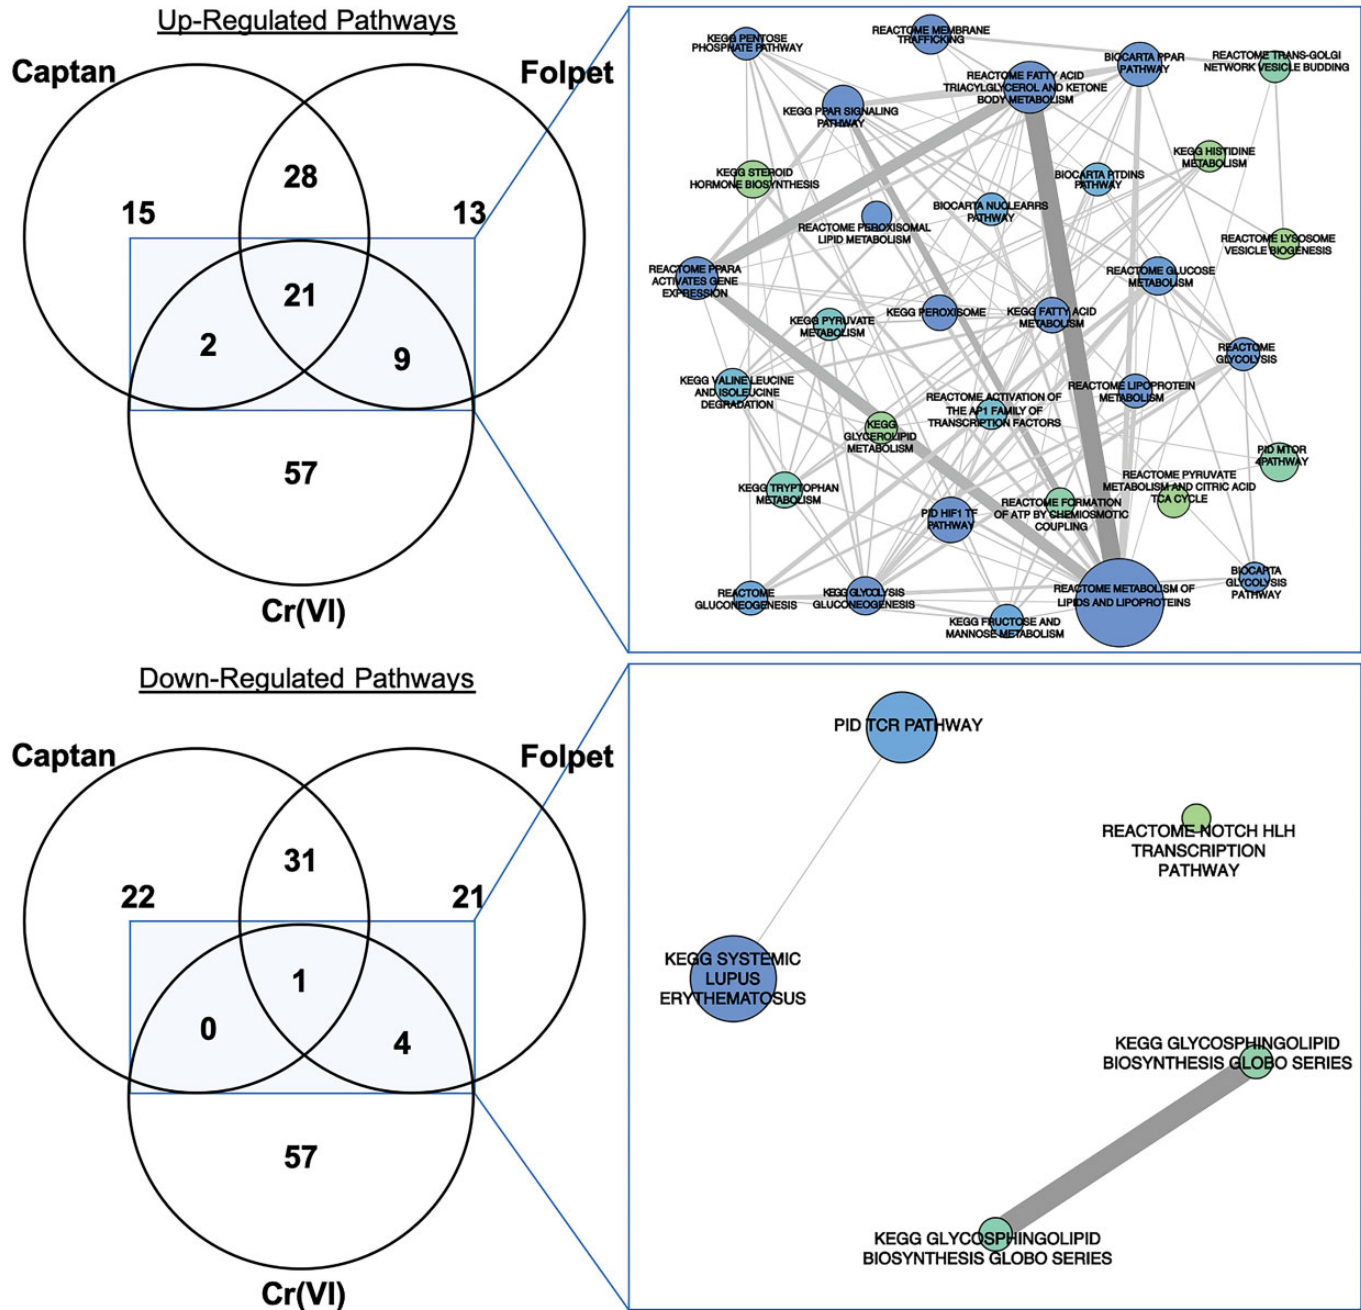 Up-Regulated Pathways
Captan
Folpet
28
15
13
21
2
9
57
Cr(VI)
KEGG PENTOSE
PHOSPHATE PATHWAY
REACTOME MEMBRANE
TRAFFICKING
BIOCARTA PPAR
PATHWAY
REACTOME TRANS-GOLGI
NETWORK VESICLE BUDDING
REACTOME FATTY ACID
TRIACYLGLYCEROL AND KETONE
BODY METABOLISM
KEGG PPAR SIGNALING
PATHWAY
KEGG HISTIDINE
METABOLISM
KEGG STEROID
HORMONE BIOSYNTHESIS
BIOCARTA PTDINS
PATHWAY
BIOCARTA NUCLEARRS
PATHWAY
REACTOME PEROXISOMAL
LIPID METABOLISM
REACTOME LYSOSOME
VESICLE BIOGENESIS
REACTOME PPARA
ACTIVATES GENE
EXPRESSION
REACTOME GLUCOSE
METABOLISM
KEGG PEROXISOME
KEGG FATTY ACID
METABOLISM
KEGG PYRUVATE
METABOLISM
REACTOME
GLYCOLYSIS
KEGG VALINE LEUCINE
AND ISOLEUCINE
DEGRADATION
REACTOME LIPOPROTEIN
METABOLISM
REACTOME ACTIVATION OF
THE AP1 FAMILY OF
TRANSCRIPTION FACTORS
KEGG
GLYCEROLIPID
METABOLISM
PID MTOR
4PATHWAY
REACTOME PYRUVATE
METABOLISM AND CITRIC ACID
TCA CYCLE
KEGG TRYPTOPHAN
METABOLISM
REACTOME FORMATION
OF ATP BY CHEMIOSMOTIC
COUPLING
PID HIF1 TF
PATHWAY
BIOCARTA
GLYCOLYSIS
PATHWAY
REACTOME
GLUCONEOGENESIS
KEGG GLYCOLYSIS
GLUCONEOGENESIS
REACTOME METABOLISM OF
LIPIDS AND LIPOPROTEINS
KEGG FRUCTOSE AND
MANNOSE METABOLISM
Down-Regulated Pathways
Captan
Folpet
31
22
21
1
0
4
57
Cr(VI)
PID TCR PATHWAY
REACTOME NOTCH HLH
TRANSCRIPTION
PATHWAY
KEGG SYSTEMIC
LUPUS
ERYTHEMATOSUS
KEGG GLYCOSPHINGOLIPID
BIOSYNTHESIS GLOBO SERIES
KEGG GLYCOSPHINGOLIPID
BIOSYNTHESIS GLOBO SERIES